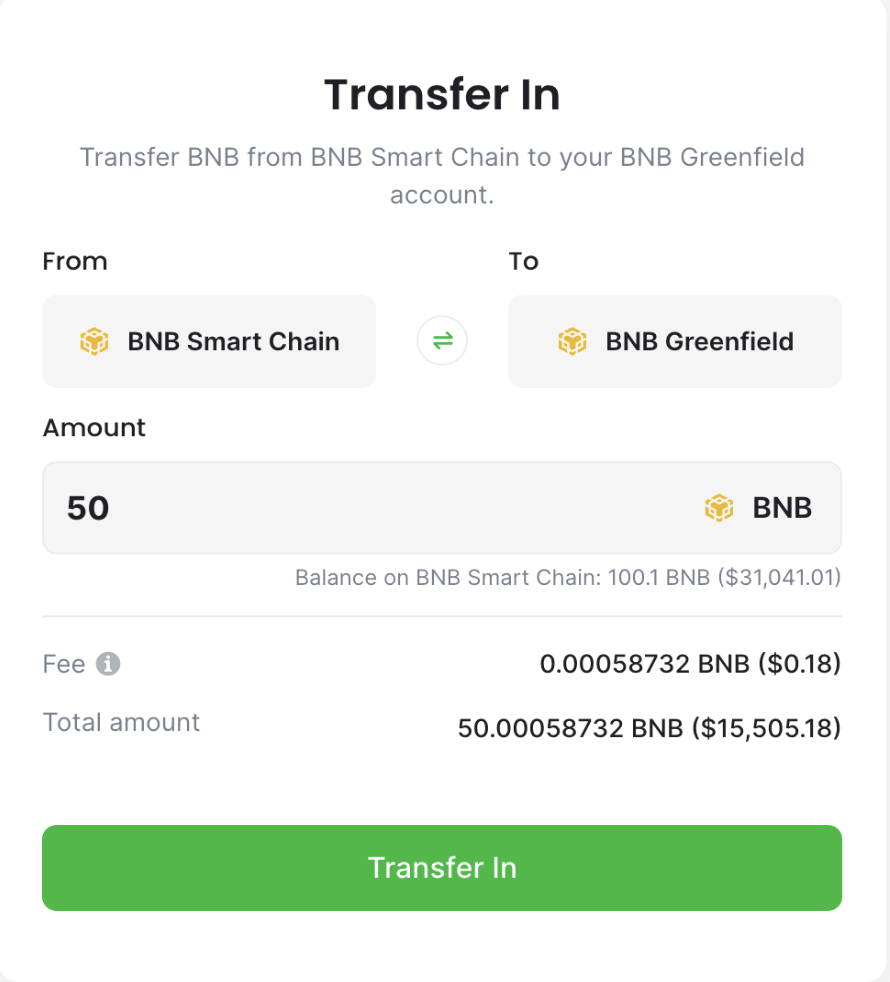 Transfer In
Transfer BNB from BNB Smart Chain to your BNB Greenfield
account.
From
To
BNB Smart Chain
BNB Greenfield
Amount
50
BNB
Balance on BNB Smart Chain: 100.1 BNB ($31,041.01)
Fee
0.00058732 BNB ($0.18)
Total amount
50.00058732 BNB ($15,505.18)
Transfer In